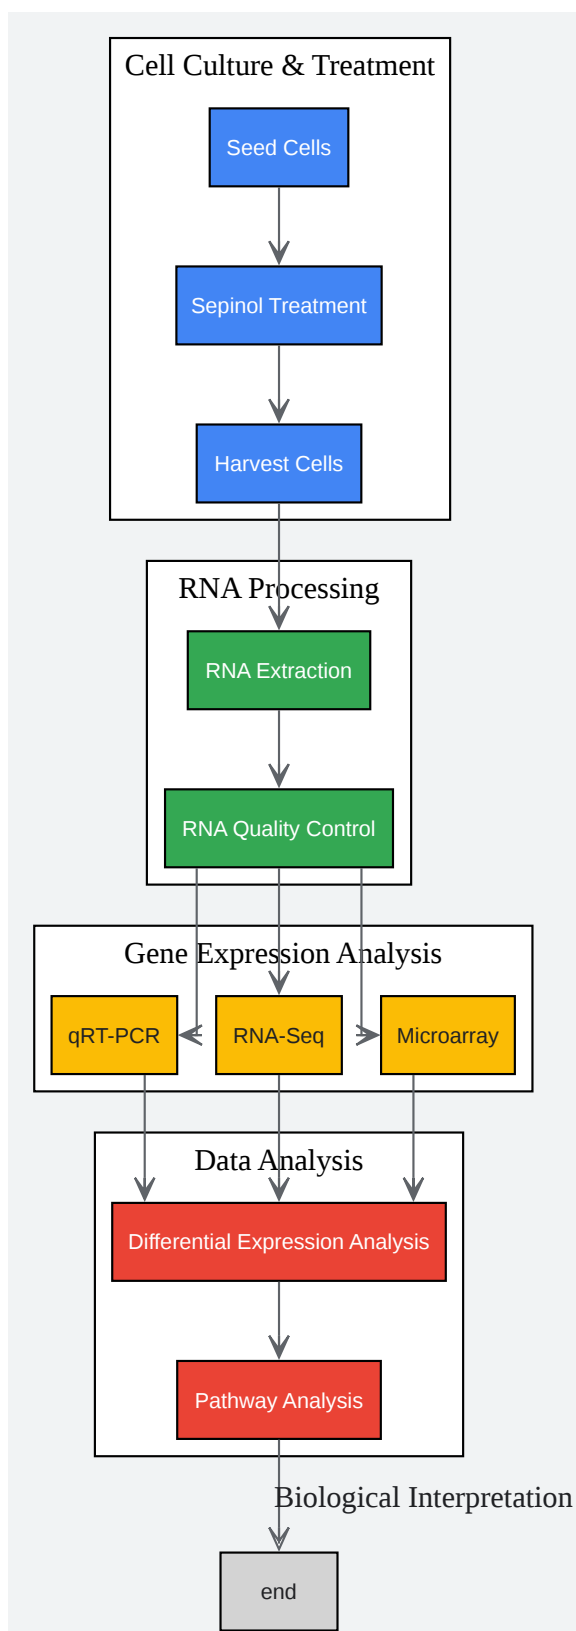 Cell Culture & Treatment
Seed Cells
Sepinol Treatment
Harvest Cells
RNA Processing
RNA Extraction
RNA Quality Control
Gene Expression Analysis
qRT-PCR
RNA-Seq
Microarray
Data Analysis
Differential Expression Analysis
Pathway Analysis
Biological Interpretation
end